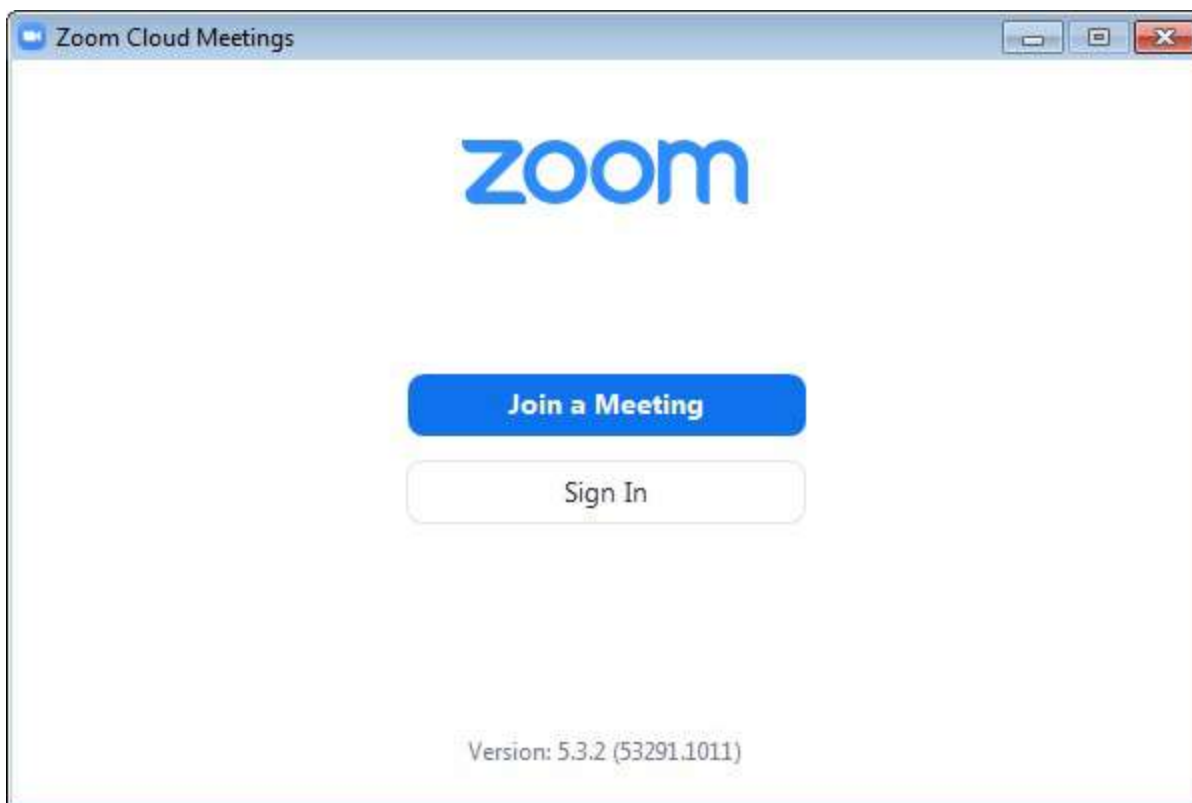 Zoom Cloud Meetings
zoom
Join a Meeting
Sign In
Version: 5.3.2 (53291.1011)